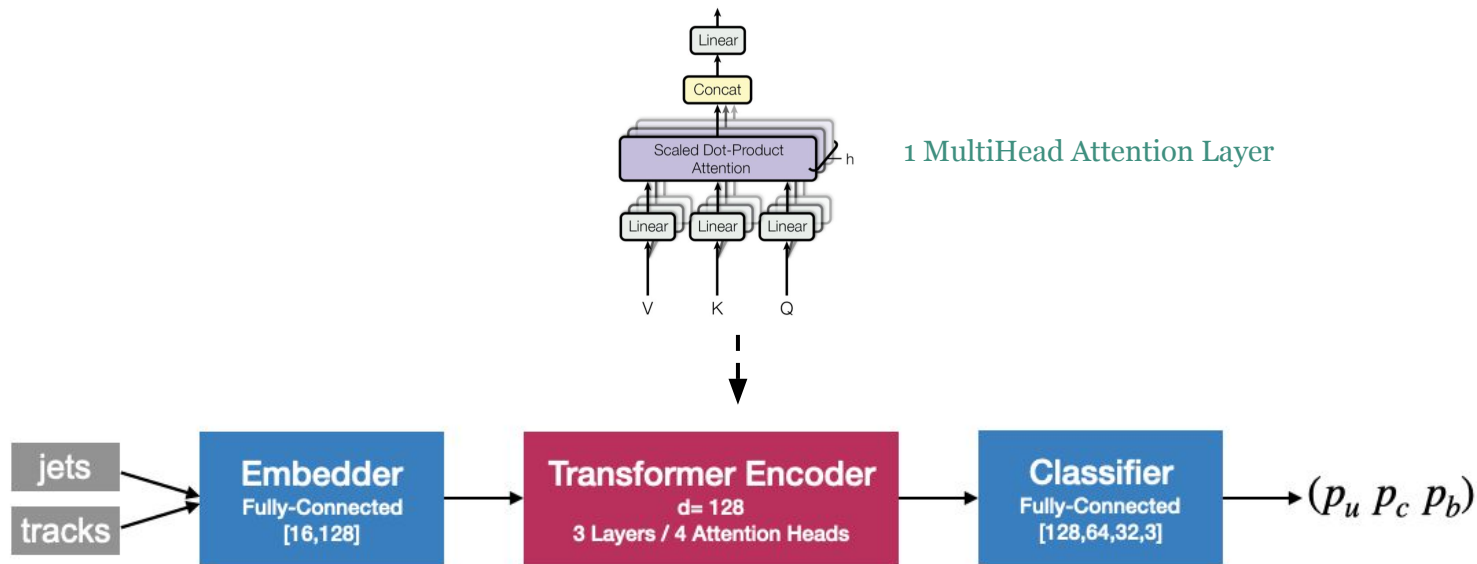 Linear
Concat
Scaled Dot-Product
Attention
h
1 MultiHead Attention Layer
Linear
Linear
Linear
V
K
Q
jets
tracks
Embedder
Fully-Connected
[16,128]
Transformer Encoder
d= 128
3 Layers / 4 Attention Heads
Classifier
Fully-Connected
[128,64,32,3]
(p_u p_c p_b)